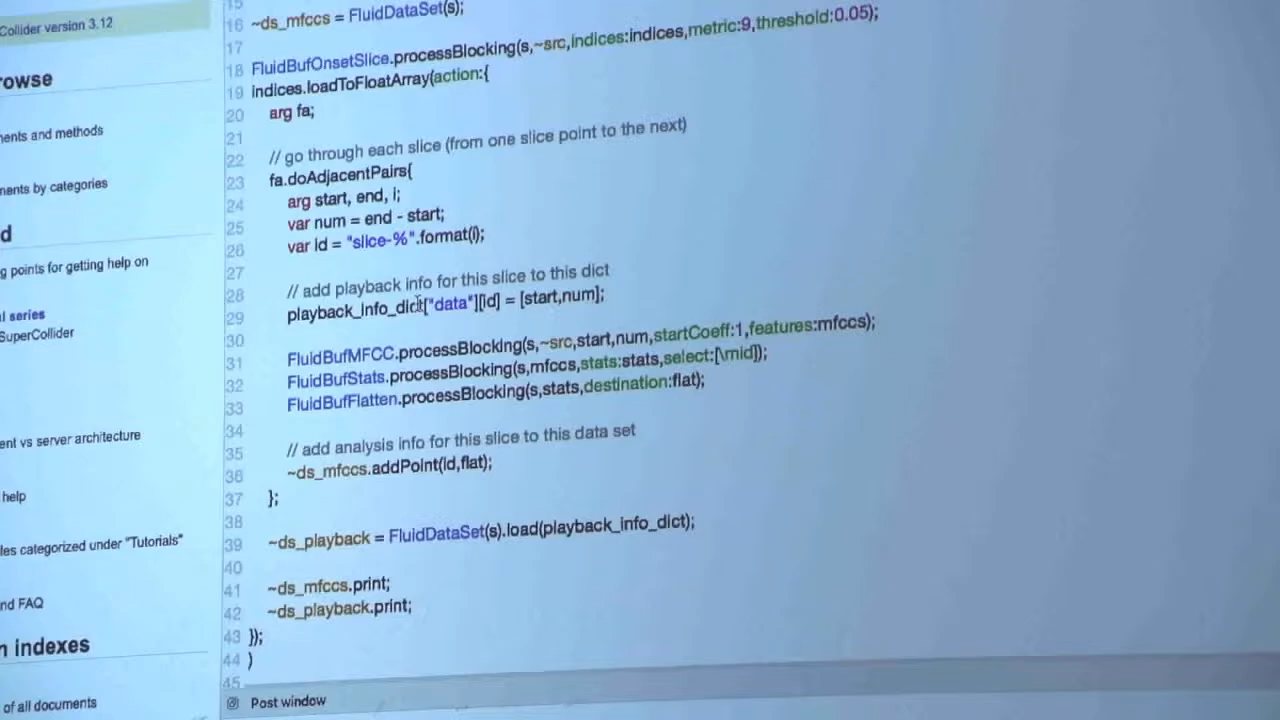 Collider version 3.12
rowse
ments and methods
ments by categories
d
g points for getting help on
l series
SuperCollider
ent vs server architecture
help
les categorized under "Tutorials"
nd FAQ
n indexes
of all documents
15
16 ~ds_mfccs = FluidDataSet(s);
17
18 FluidBufOnsetSlice.processBlocking(s,~src,indices:indices,metric:9,threshold:0.05);
19 indices.loadToFloatArray(action:{
20 arg fa;
21
22 // go through each slice (from one slice point to the next)
23 fa.doAdjacentPairs{
24 arg start, end, i;
25 var num = end - start;
26 var id = "slice-%".format(i);
27
28 // add playback info for this slice to this dict
29 playback_info_dict["data"][id] = [start,num];
30
31 FluidBufMFCC.processBlocking(s,~src,start,num,startCoeff:1,features:mfccs);
32 FluidBufStats.processBlocking(s,mfccs,stats:stats,select:[\mid]);
33 FluidBufFlatten.processBlocking(s,stats,destination:flat);
34
35 // add analysis info for this slice to this data set
36 ~ds_mfccs.addPoint(id,flat);
37 };
38
39 ~ds_playback = FluidDataSet(s).load(playback_info_dict);
40
41 ~ds_mfccs.print;
42 ~ds_playback.print;
43 });
44 )
45
Post window